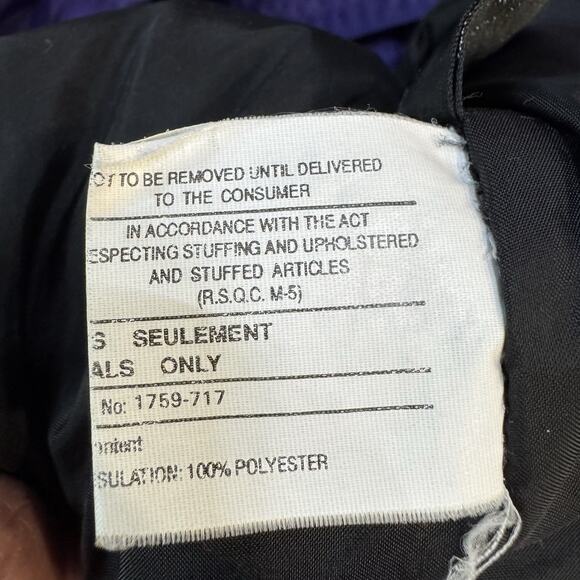 OT TO BE REMOVED UNTIL DELIVERED
TO THE CONSUMER
IN ACCORDANCE WITH THE ACT
ESPECTING STUFFING AND UPHOLSTERED
AND STUFFED ARTICLES
(R.S.Q.C. M-5)
S SEULEMENT
ALS ONLY
No: 1759-717
ontent
SULATION: 100% POLYESTER